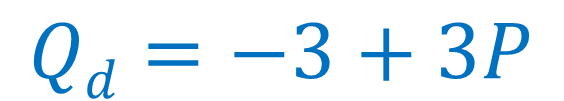 Q_d = −3 + 3P